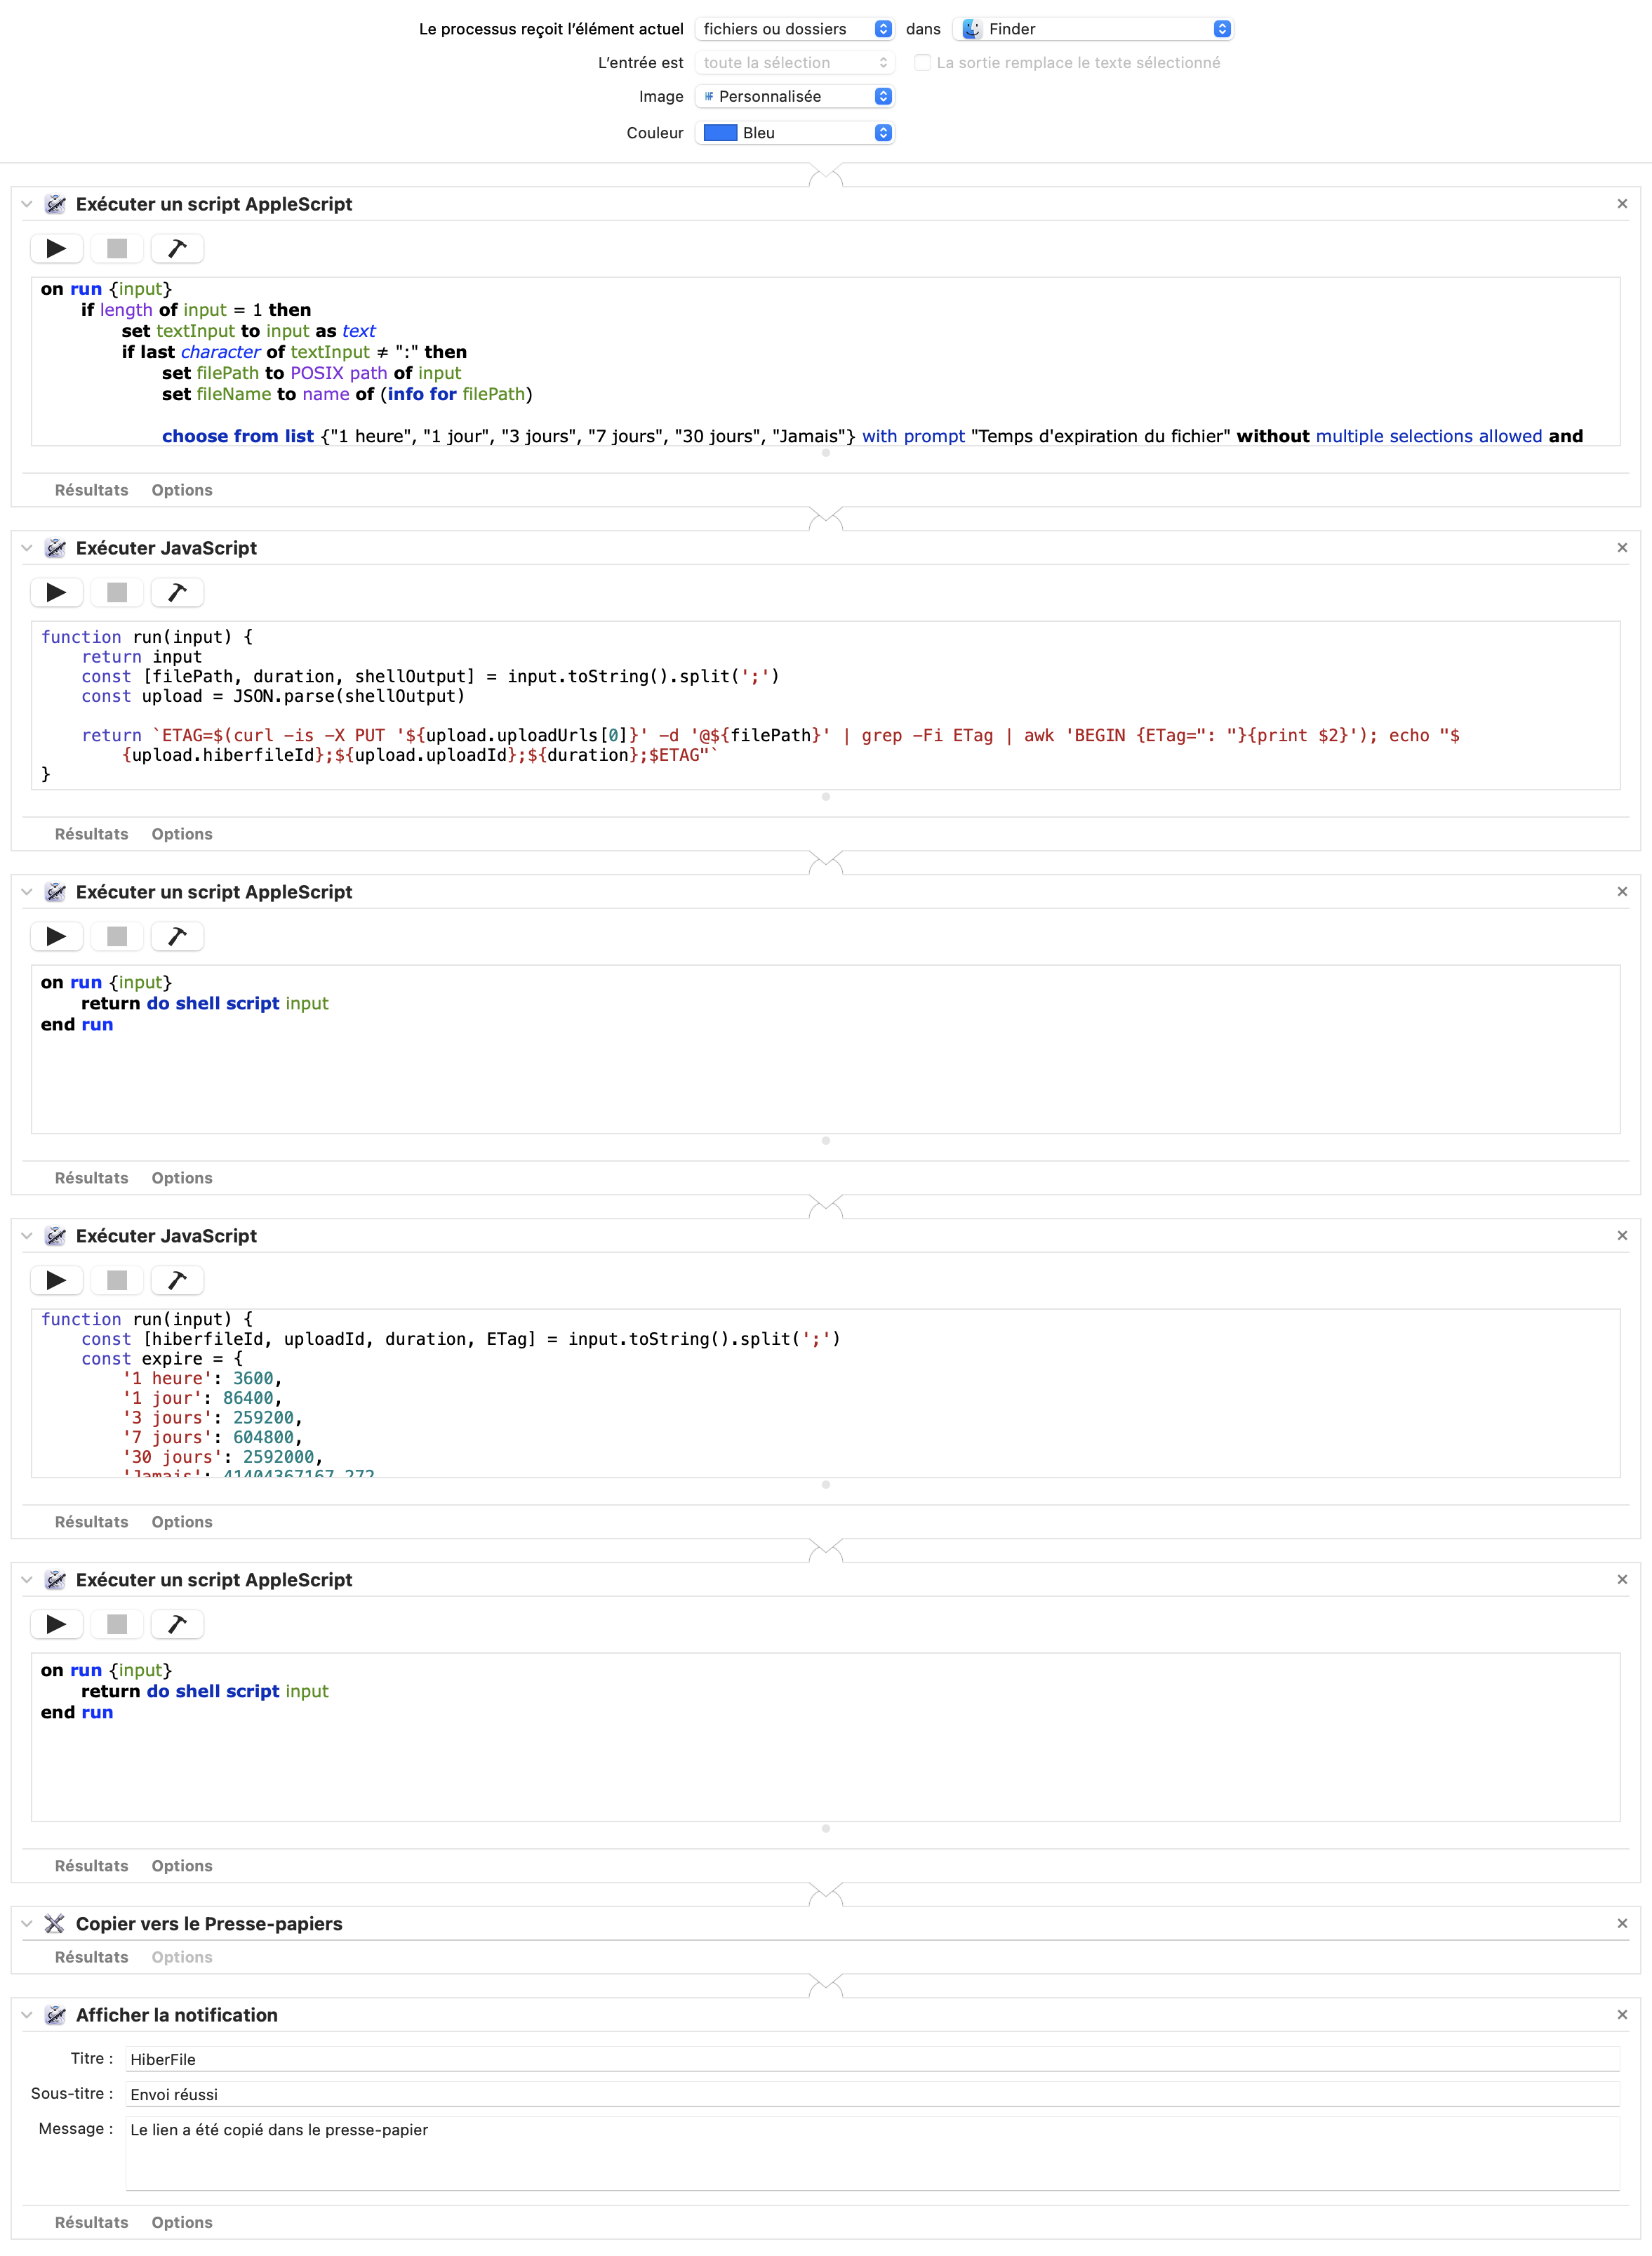 Le processus reçoit l'élément actuel fichiers ou dossiers dans Finder
L'entrée est toute la sélection La sortie remplace le texte sélectionné
Image Personnalisée
Couleur Bleu
Exécuter un script AppleScript
on run {input}
if length of input = 1 then
set textInput to input as text
if last character of textInput ≠ ":" then
set filePath to POSIX path of input
set fileName to name of (info for filePath)
choose from list {"1 heure", "1 jour", "3 jours", "7 jours", "30 jours", "Jamais"} with prompt "Temps d'expiration du fichier" without multiple selections allowed and
Résultats Options
Exécuter JavaScript
function run(input) {
return input
const [filePath, duration, shellOutput] = input.toString().split(';')
const upload = JSON.parse(shellOutput)
return `ETAG=$(curl -is -X PUT '${upload.uploadUrls[0]}' -d '@${filePath}' | grep -Fi ETag | awk 'BEGIN {ETag=": "}{print $2}'); echo "$
{upload.hiberfileId};${upload.uploadId};${duration};$ETAG"`
}
Résultats Options
Exécuter un script AppleScript
on run {input}
return do shell script input
end run
Résultats Options
Exécuter JavaScript
function run(input) {
const [hiberfileId, uploadId, duration, ETag] = input.toString().split(';')
const expire = {
'1 heure': 3600,
'1 jour': 86400,
'3 jours': 259200,
'7 jours': 604800,
'30 jours': 2592000,
'Jamais': 41404367167.272
Résultats Options
Exécuter un script AppleScript
on run {input}
return do shell script input
end run
Résultats Options
Copier vers le Presse-papiers
Résultats Options
Afficher la notification
Titre : HiberFile
Sous-titre : Envoi réussi
Message : Le lien a été copié dans le presse-papier
Résultats Options